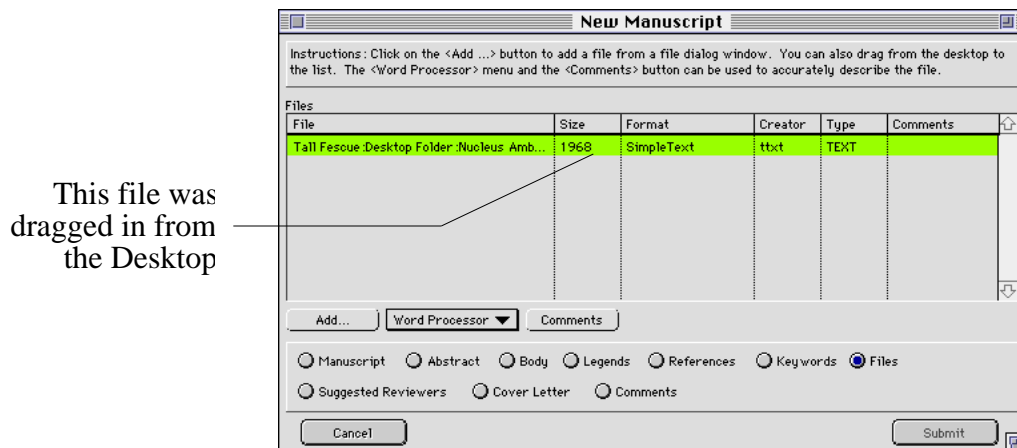 New Manuscript
Instructions: Click on the <Add ...> button to add a file from a file dialog window. You can also drag from the desktop to
the list. The <Word Processor> menu and the <Comments> button can be used to accurately describe the file.
Files
File Size Format Creator Type Comments
Tall Fescue:Desktop Folder:Nucleus Amb... 1968 SimpleText ttxt TEXT
This file was
dragged in from
the Desktop
Add... Word Processor Comments
Manuscript Abstract Body Legends References Keywords Files
Suggested Reviewers Cover Letter Comments
Cancel Submit